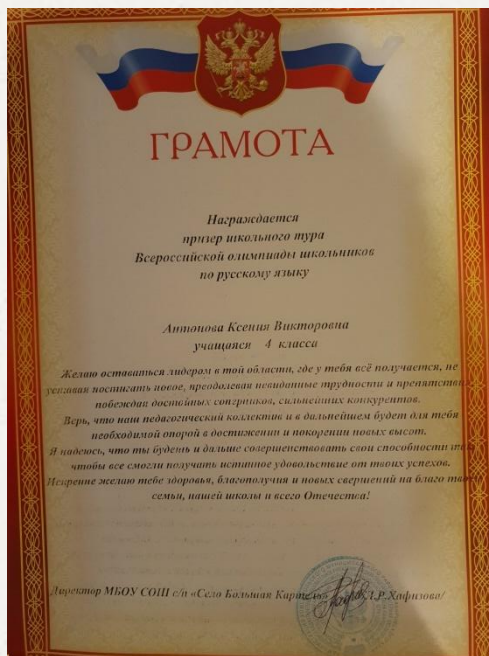 ГРАМОТА
Награждается
призер школьного тура
Всероссийской олимпиады школьников
по русскому языку
Антонова Ксения Викторовна
учащаяся 4 класса
Желаю оставаться лидером в той области, где у тебя всё получается, не
уставая постигать новое, преодолевая невиданные трудности и препятствия,
побеждая достойных соперников, сильнейших конкурентов.
Верь, что наш педагогический коллектив и в дальнейшем будет для тебя
необходимой опорой в достижении и покорении новых высот.
Я надеюсь, что ты будешь и дальше совершенствовать свои способности
чтобы все смогли получать истинное удовольствие от твоих успехов.
Искренне желаю тебе здоровья, благополучия и новых свершений на благо твоей
семьи, нашей школы и всего Отечества!
Директор МБОУ СОШ с/п «Село Большая Картель» Л.Р.Хафизова/